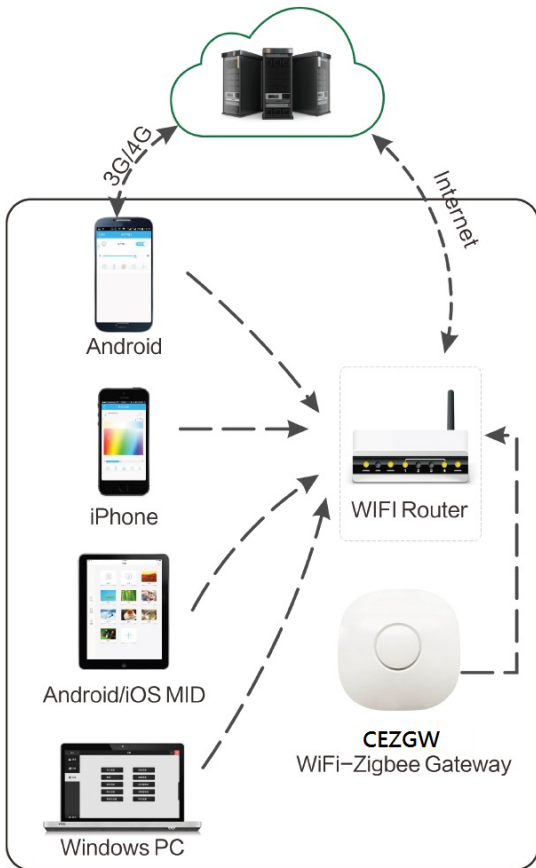 3G/4G
Internet
Android
iPhone
WIFI Router
Android/iOS MID
CEZGW
WiFi-Zigbee Gateway
Windows PC